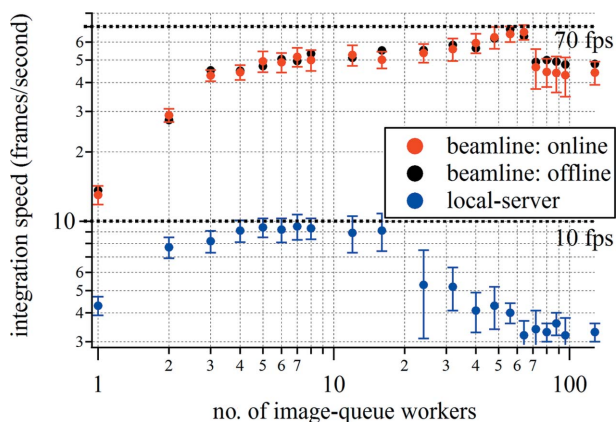 6
5
4
3
2
10
6
5
4
3
integration speed (frames/second)
70 fps
beamline: online
beamline: offline
local-server
10 fps
2 3 4 5 6 7 2 3 4 5 6 7
1 10 100
no. of image-queue workers